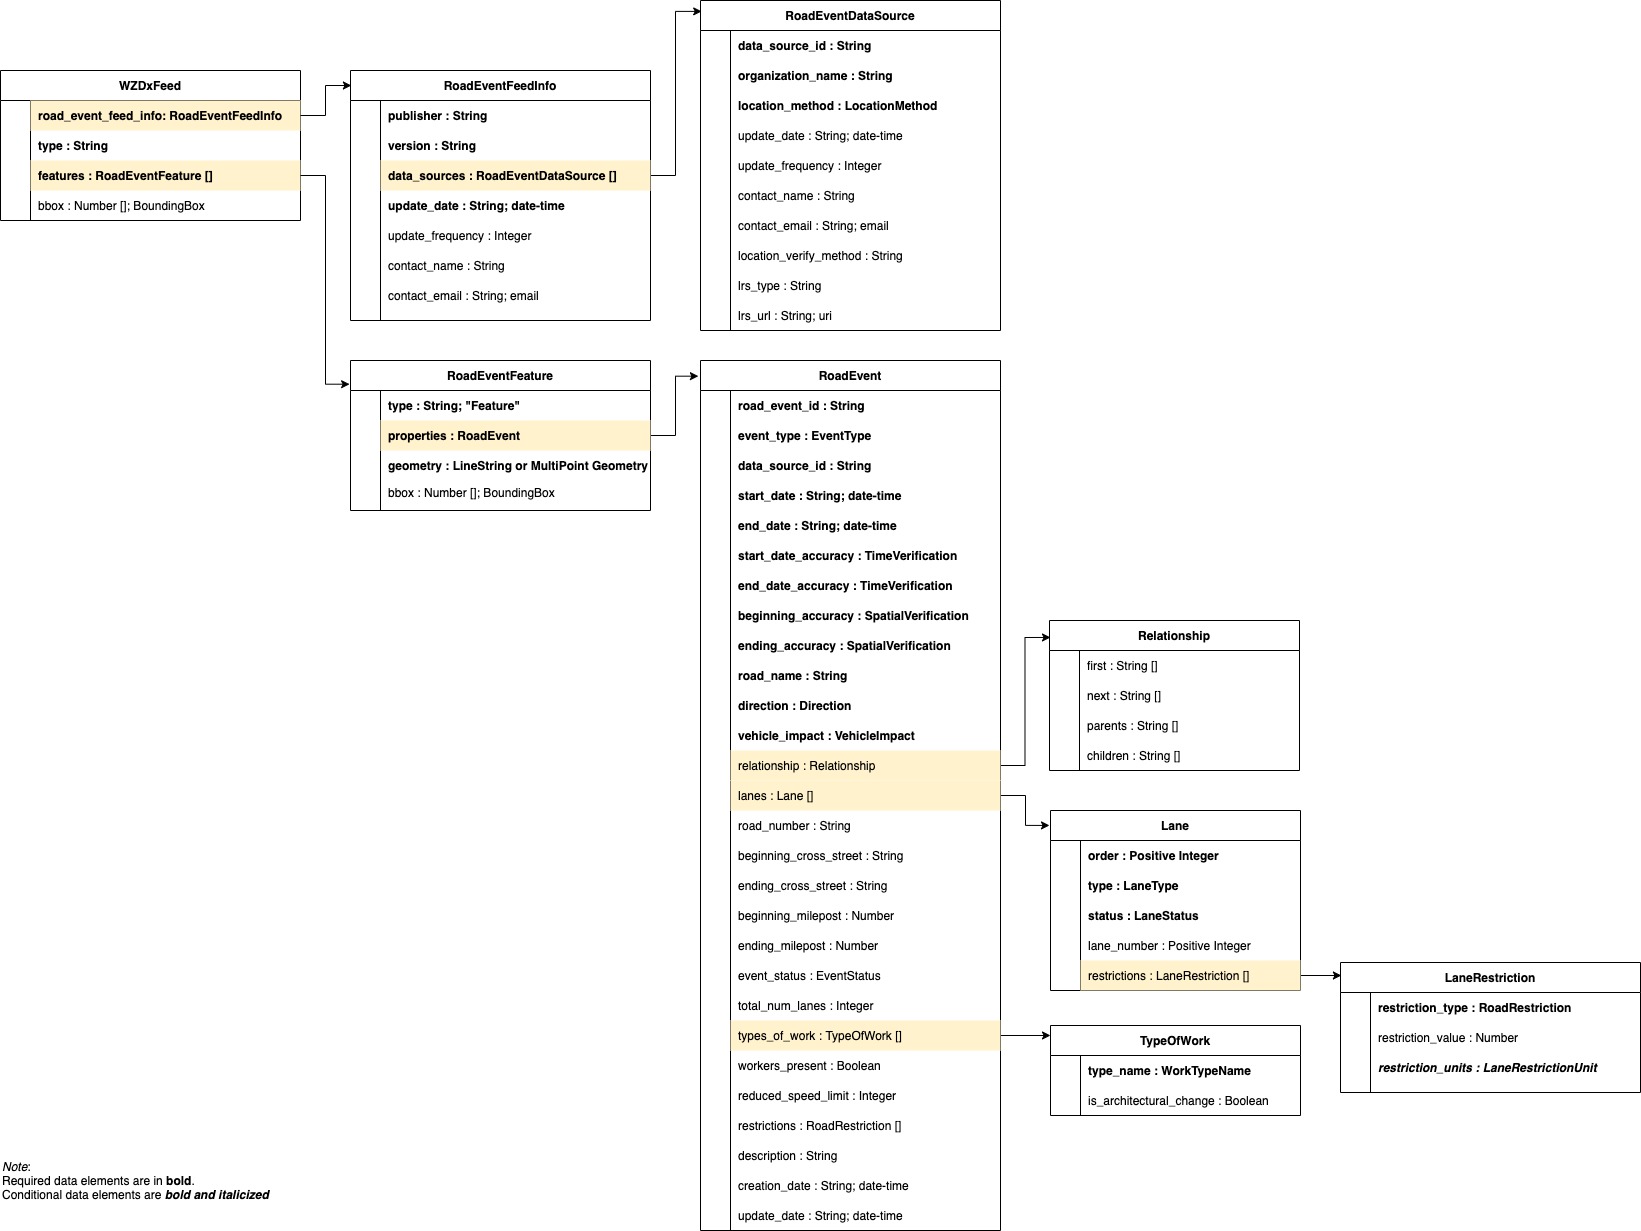 WZDxFeed
road_event_feed_info: RoadEventFeedInfo
type : String
features : RoadEventFeature []
bbox : Number []; BoundingBox
RoadEventFeedInfo
publisher : String
version : String
data_sources : RoadEventDataSource []
update_date : String; date-time
update_frequency : Integer
contact_name : String
contact_email : String; email
RoadEventDataSource
data_source_id : String
organization_name : String
location_method : LocationMethod
update_date : String; date-time
update_frequency : Integer
contact_name : String
contact_email : String; email
location_verify_method : String
lrs_type : String
lrs_url : String; uri
RoadEventFeature
type : String; "Feature"
properties : RoadEvent
geometry : LineString or MultiPoint Geometry
bbox : Number []; BoundingBox
RoadEvent
road_event_id : String
event_type : EventType
data_source_id : String
start_date : String; date-time
end_date : String; date-time
start_date_accuracy : TimeVerification
end_date_accuracy : TimeVerification
beginning_accuracy : SpatialVerification
ending_accuracy : SpatialVerification
road_name : String
direction : Direction
vehicle_impact : VehicleImpact
relationship : Relationship
lanes : Lane []
road_number : String
beginning_cross_street : String
ending_cross_street : String
beginning_milepost : Number
ending_milepost : Number
event_status : EventStatus
total_num_lanes : Integer
types_of_work : TypeOfWork []
workers_present : Boolean
reduced_speed_limit : Integer
restrictions : RoadRestriction []
description : String
creation_date : String; date-time
update_date : String; date-time
Relationship
first : String []
next : String []
parents : String []
children : String []
Lane
order : Positive Integer
type : LaneType
status : LaneStatus
lane_number : Positive Integer
restrictions : LaneRestriction []
LaneRestriction
restriction_type : RoadRestriction
restriction_value : Number
restriction_units : LaneRestrictionUnit
TypeOfWork
type_name : WorkTypeName
is_architectural_change : Boolean
Note:
Required data elements are in bold.
Conditional data elements are bold and italicized